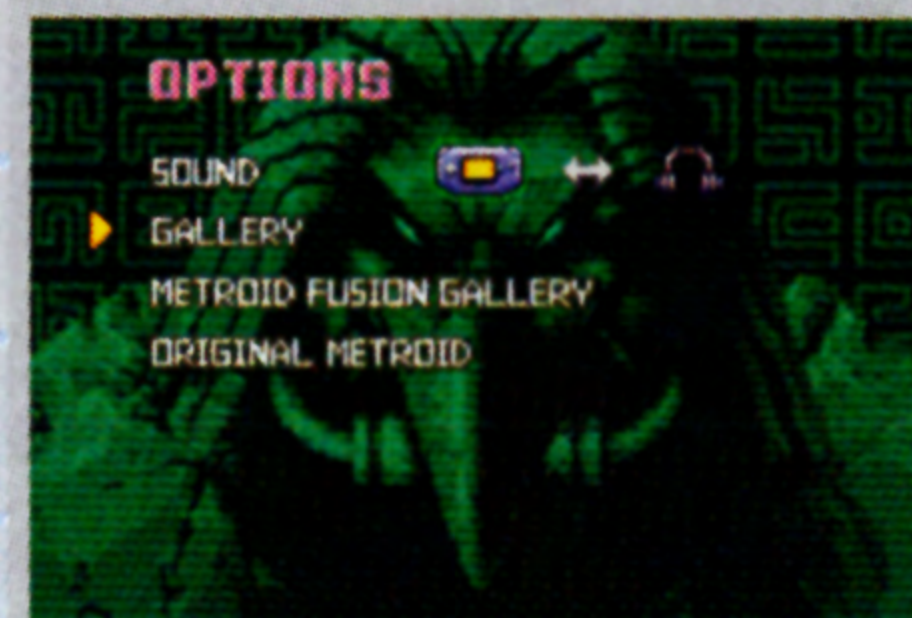 OPTIONS
SOUND
GALLERY
METROID FUSION GALLERY
ORIGINAL METROID